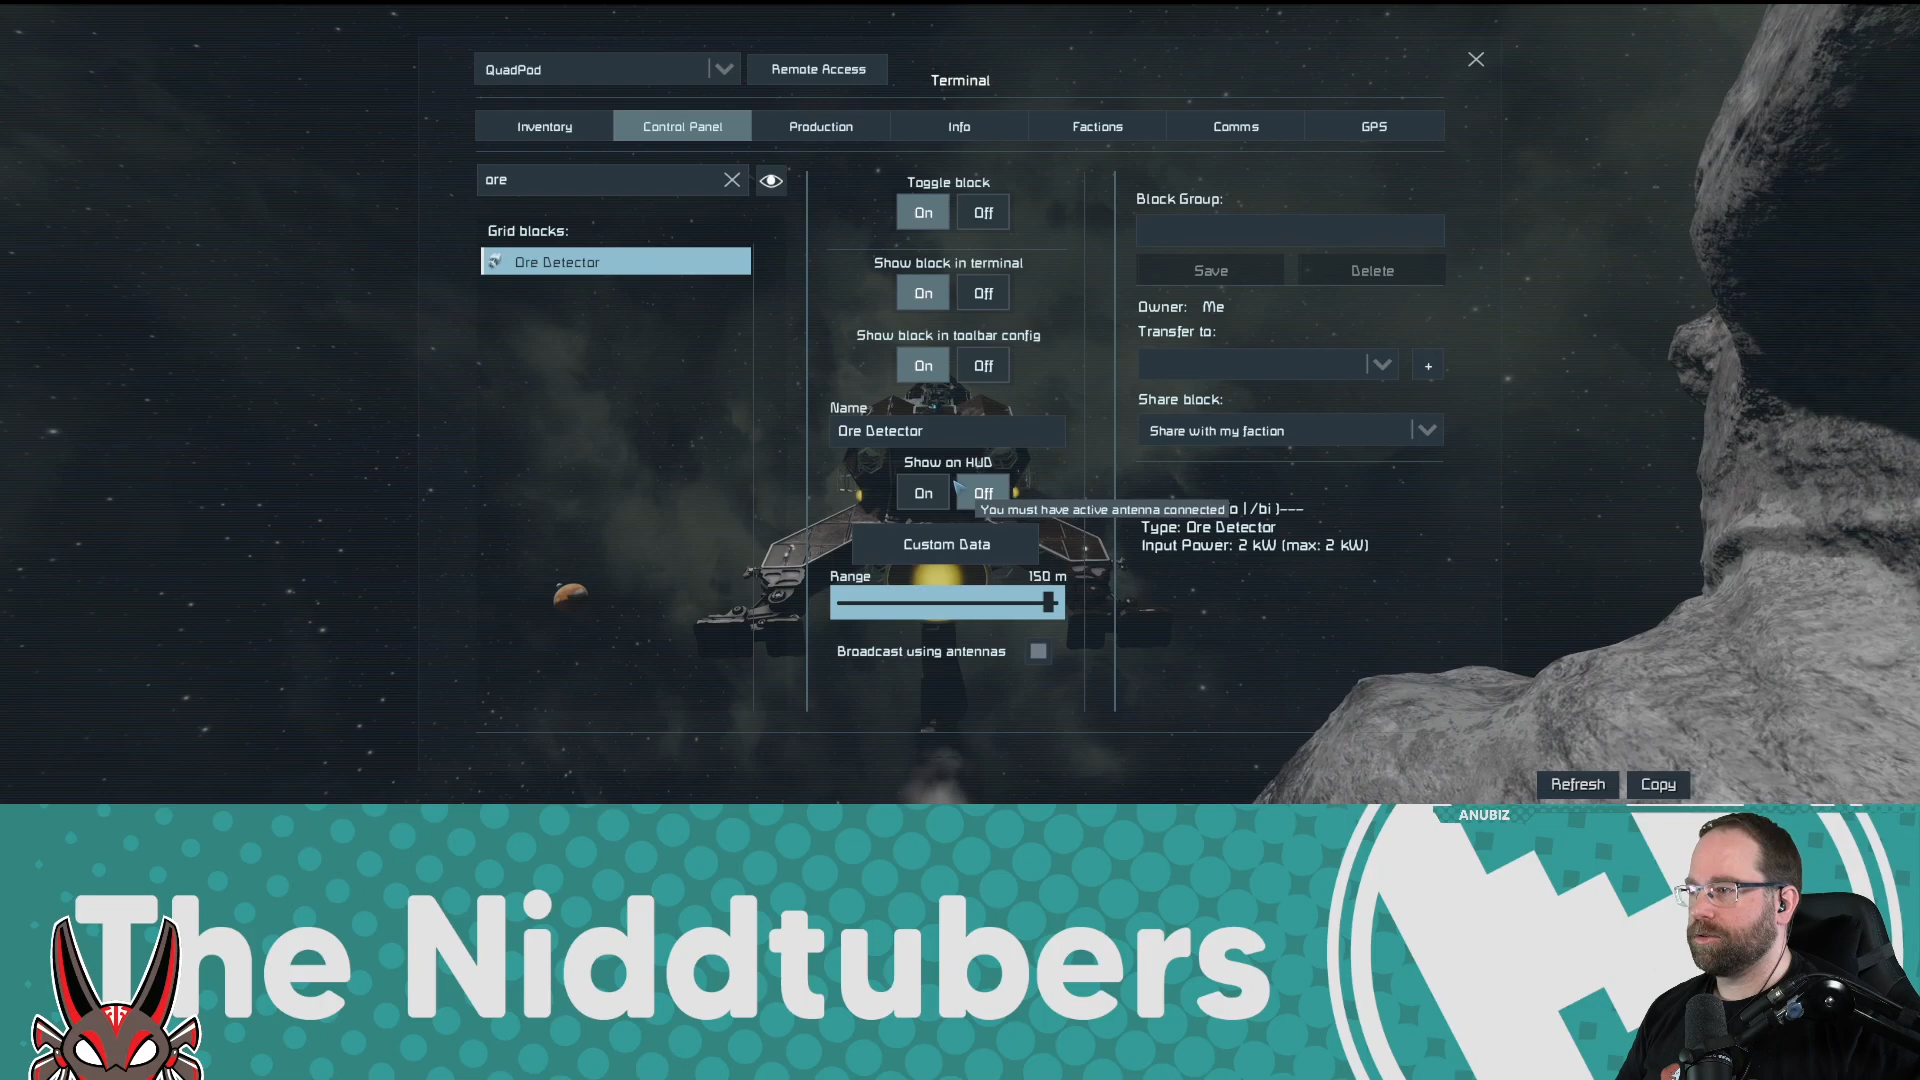 QuadPod
Remote Access
Terminal
Inventory
Control Panel
Production
Info
Factions
Comms
GPS
ore
Grid blocks:
Ore Detector
Toggle block
On Off
Show block in terminal
On Off
Show block in toolbar config
On Off
Name
Ore Detector
Show on HUD
On Off
You must have active antenna connected
Custom Data
Range 150 m
Broadcast using antennas
Block Group:
Save Delete
Owner: Me
Transfer to:
+
Share block:
Share with my faction
/bi )---
Type: Ore Detector
Input Power: 2 kW (max: 2 kW)
Refresh Copy
ANUBIZ
The Niddtubers